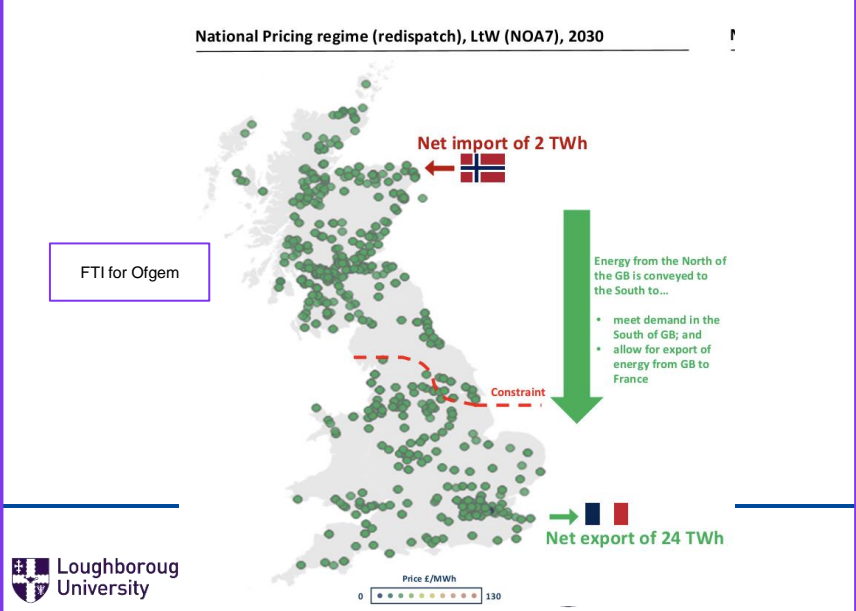 National Pricing regime (redispatch), LtW (NOA7), 2030
Net import of 2 TWh
FTI for Ofgem
Energy from the North of
the GB is conveyed to
the South to...
• meet demand in the
South of GB; and
• allow for export of
energy from GB to
France
Constraint
Net export of 24 TWh
Price £/MWh
0
130
Loughboroug
University